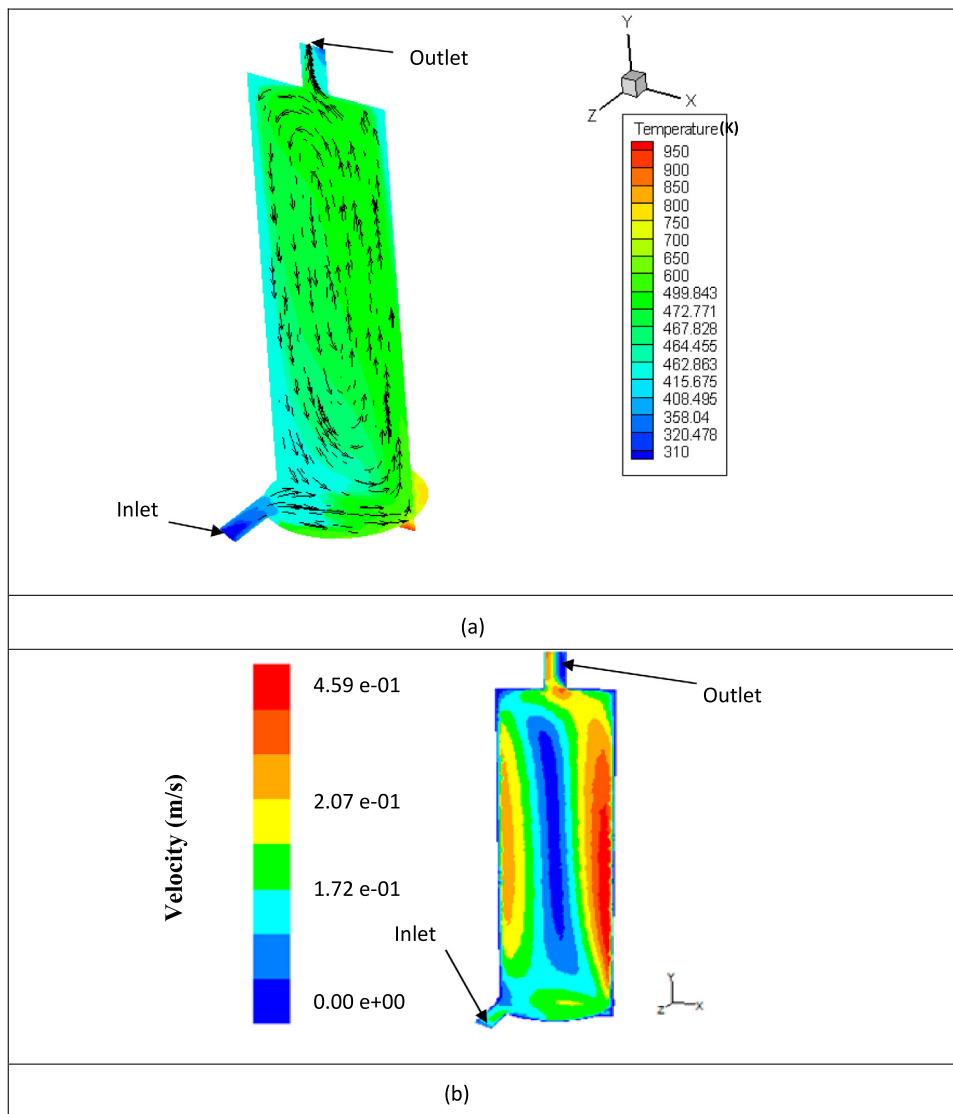 Outlet
Y
X
Z
Temperature(K)
950
900
850
800
750
700
650
600
499.843
472.771
467.828
464.455
462.863
415.675
408.495
358.04
320.478
310
Inlet
(a)
4.59 e-01
2.07 e-01
1.72 e-01
0.00 e+00
Velocity (m/s)
Outlet
Inlet
Y
Z
X
(b)